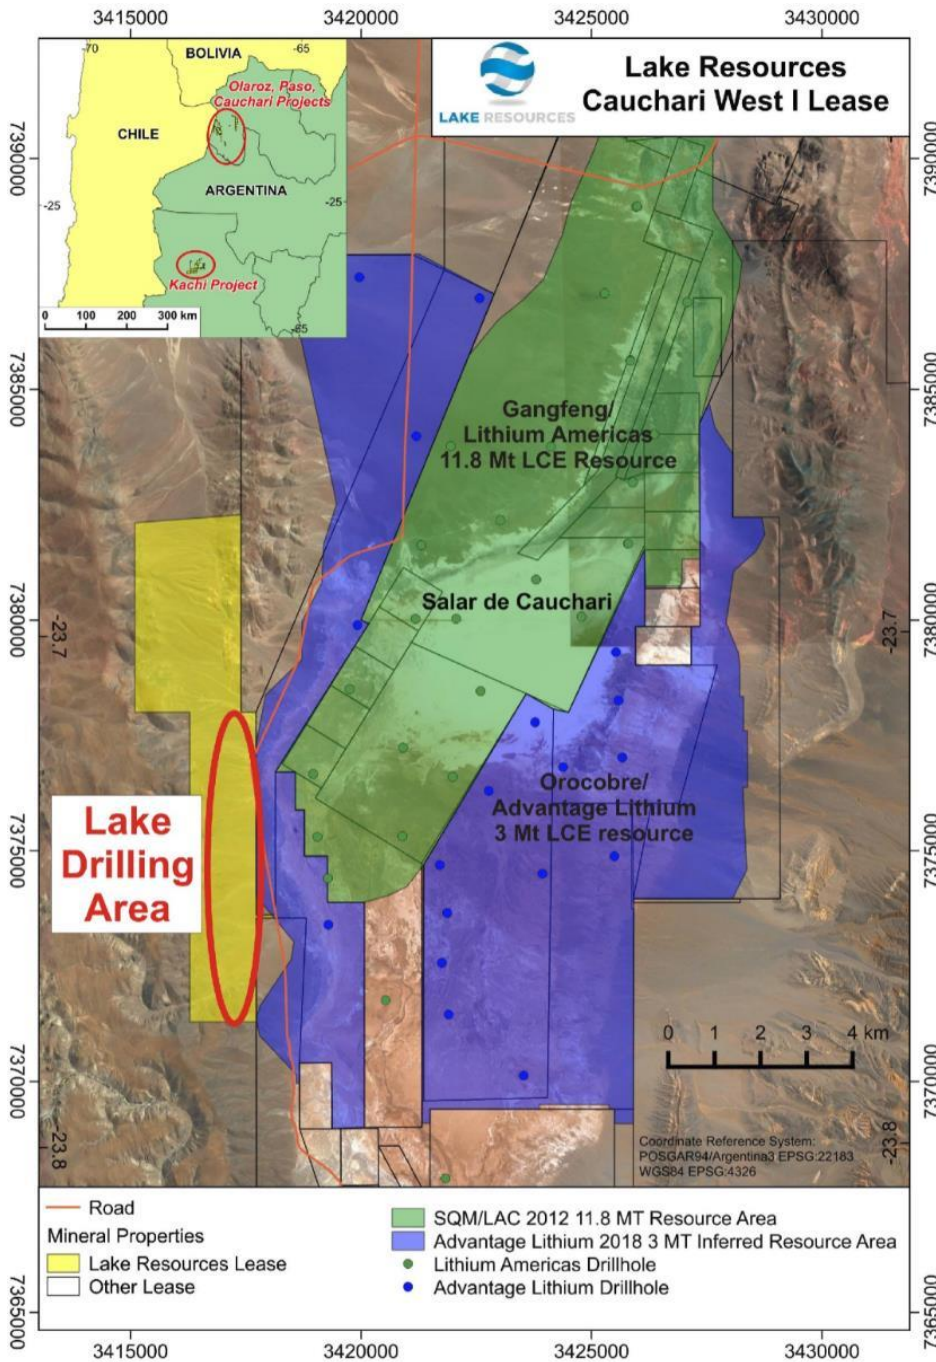 3415000 3420000 3425000 3430000
-70 BOLIVIA -65
Olaroz, Paso,
Cauchari Projects
CHILE
ARGENTINA
-25 -25
Kachi Project
0 100 200 300 km
-65
LAKE RESOURCES
Lake Resources
Cauchari West I Lease
7390000 7390000
7385000 7385000
Gangfeng/
Lithium Americas
11.8 Mt LCE Resource
Salar de Cauchari
7380000 7380000
-23.7 -23.7
Orocobre/
Advantage Lithium
3 Mt LCE resource
Lake
Drilling
Area
7375000 7375000
0 1 2 3 4 km
7370000 7370000
-23.8 -23.8
Coordinate Reference System:
POSGAR94/Argentina3 EPSG:22183
WGS84 EPSG:4326
Road
Mineral Properties
Lake Resources Lease
Other Lease
SQM/LAC 2012 11.8 MT Resource Area
Advantage Lithium 2018 3 MT Inferred Resource Area
Lithium Americas Drillhole
Advantage Lithium Drillhole
7365000 7365000
3415000 3420000 3425000 3430000